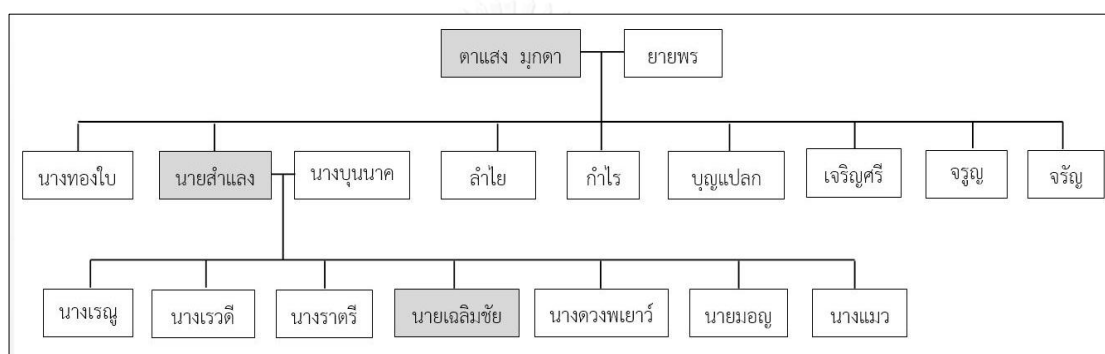 ตาแสง มุกดา
ยายพร
นางทองใบ
นายสำแลง
นางบุนนาค
ลำไย
กำไร
บุญแปลก
เจริญศรี
จรูญ
จรัญ
นางเรณู
นางเรวดี
นางราตรี
นายเฉลิมชัย
นางดวงพเยาว์
นายมอญ
นางแมว